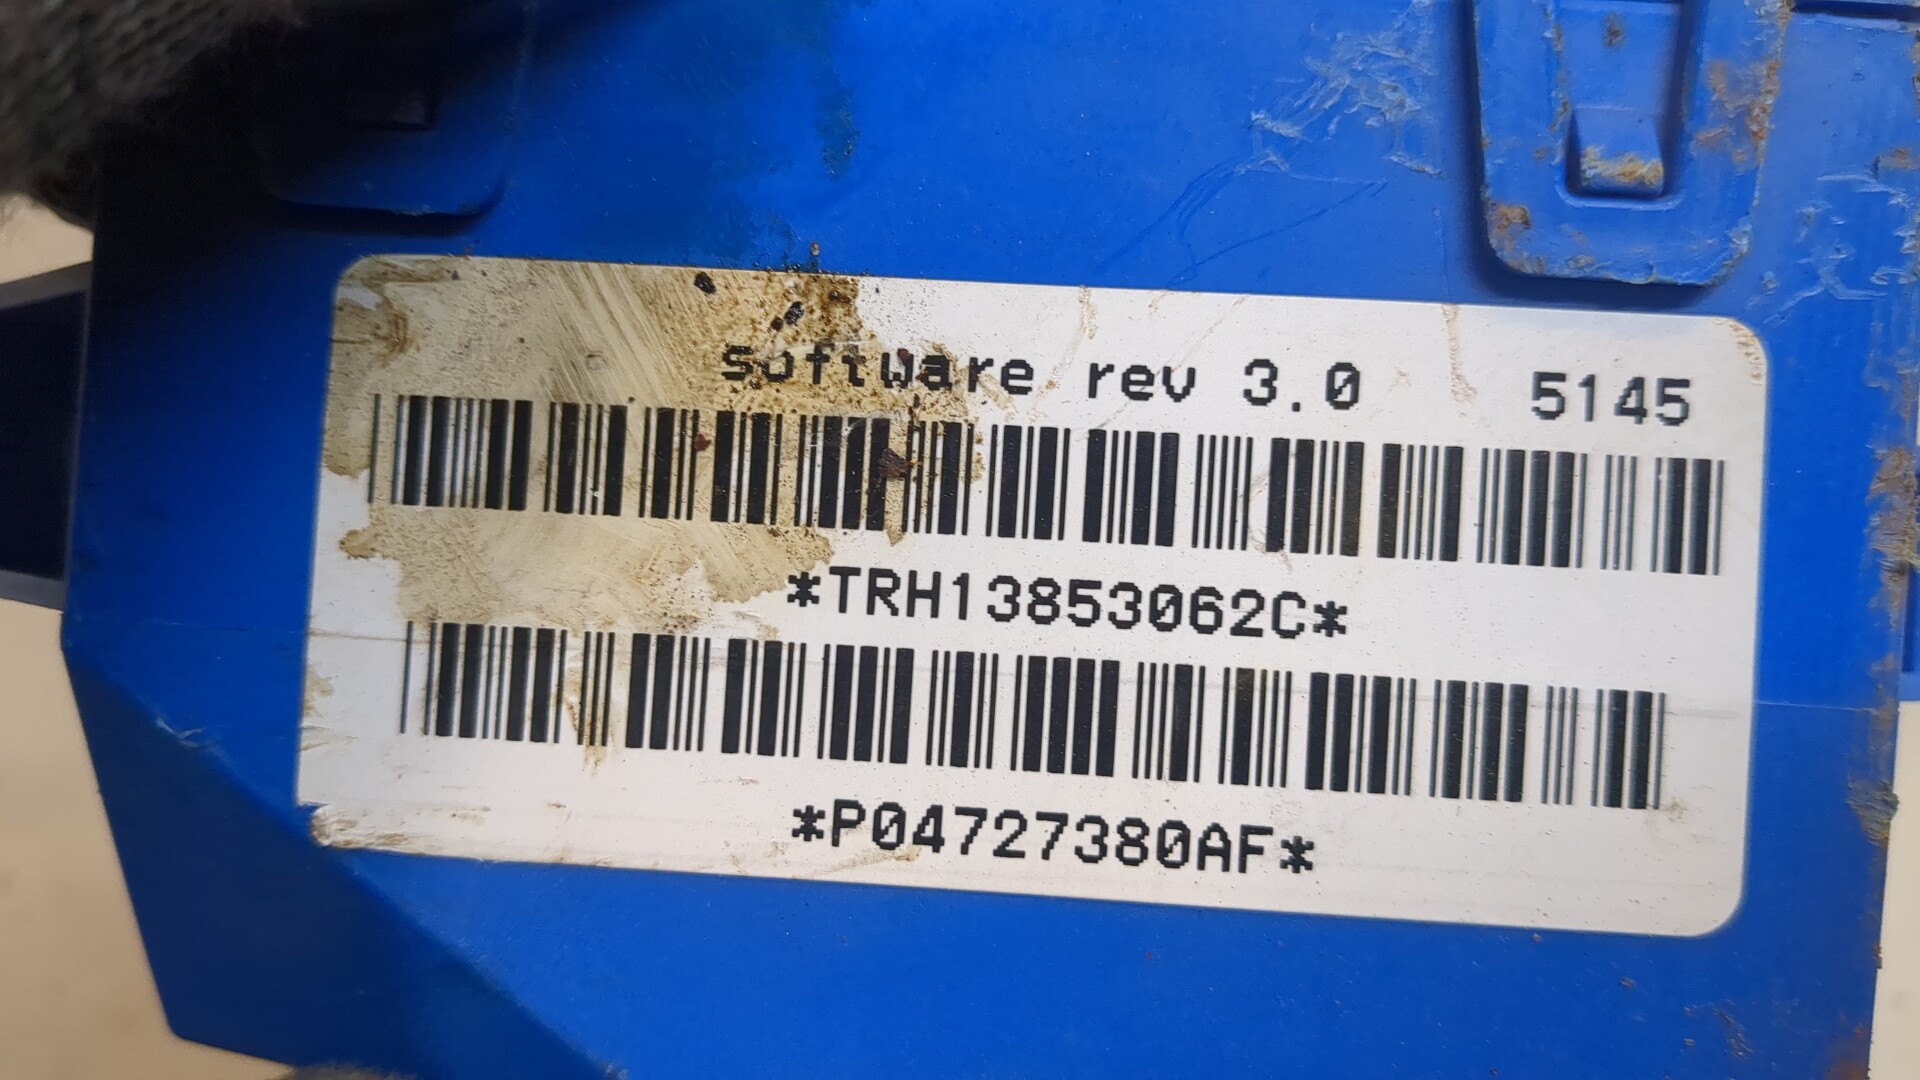 software rev 3.0 5145
*TRH13853062C*
*P04727380AF*